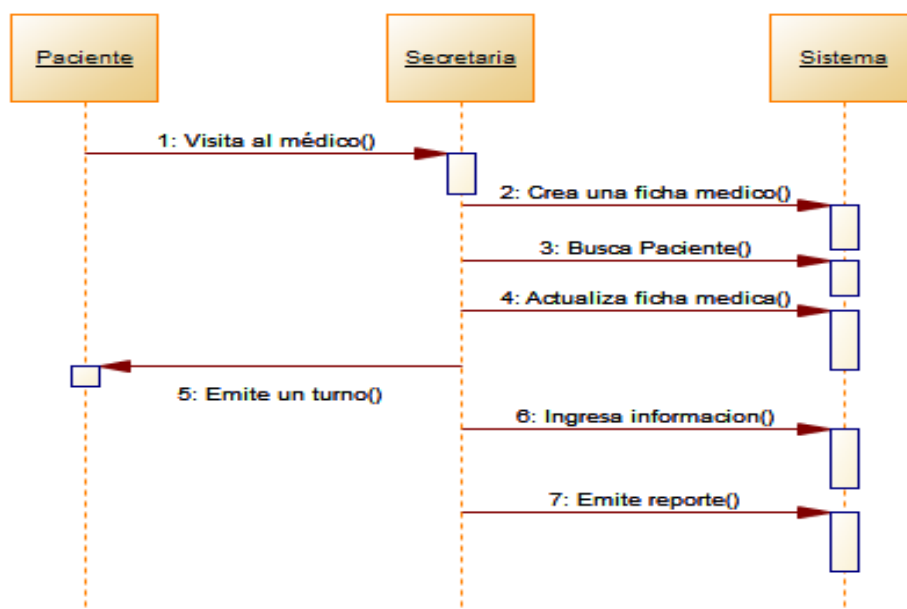 Paciente
Secretaria
Sistema
1: Visita al médico()
2: Crea una ficha medico()
3: Busca Paciente()
4: Actualiza ficha medica()
5: Emite un turno()
6: Ingresa informacion()
7: Emite reporte()